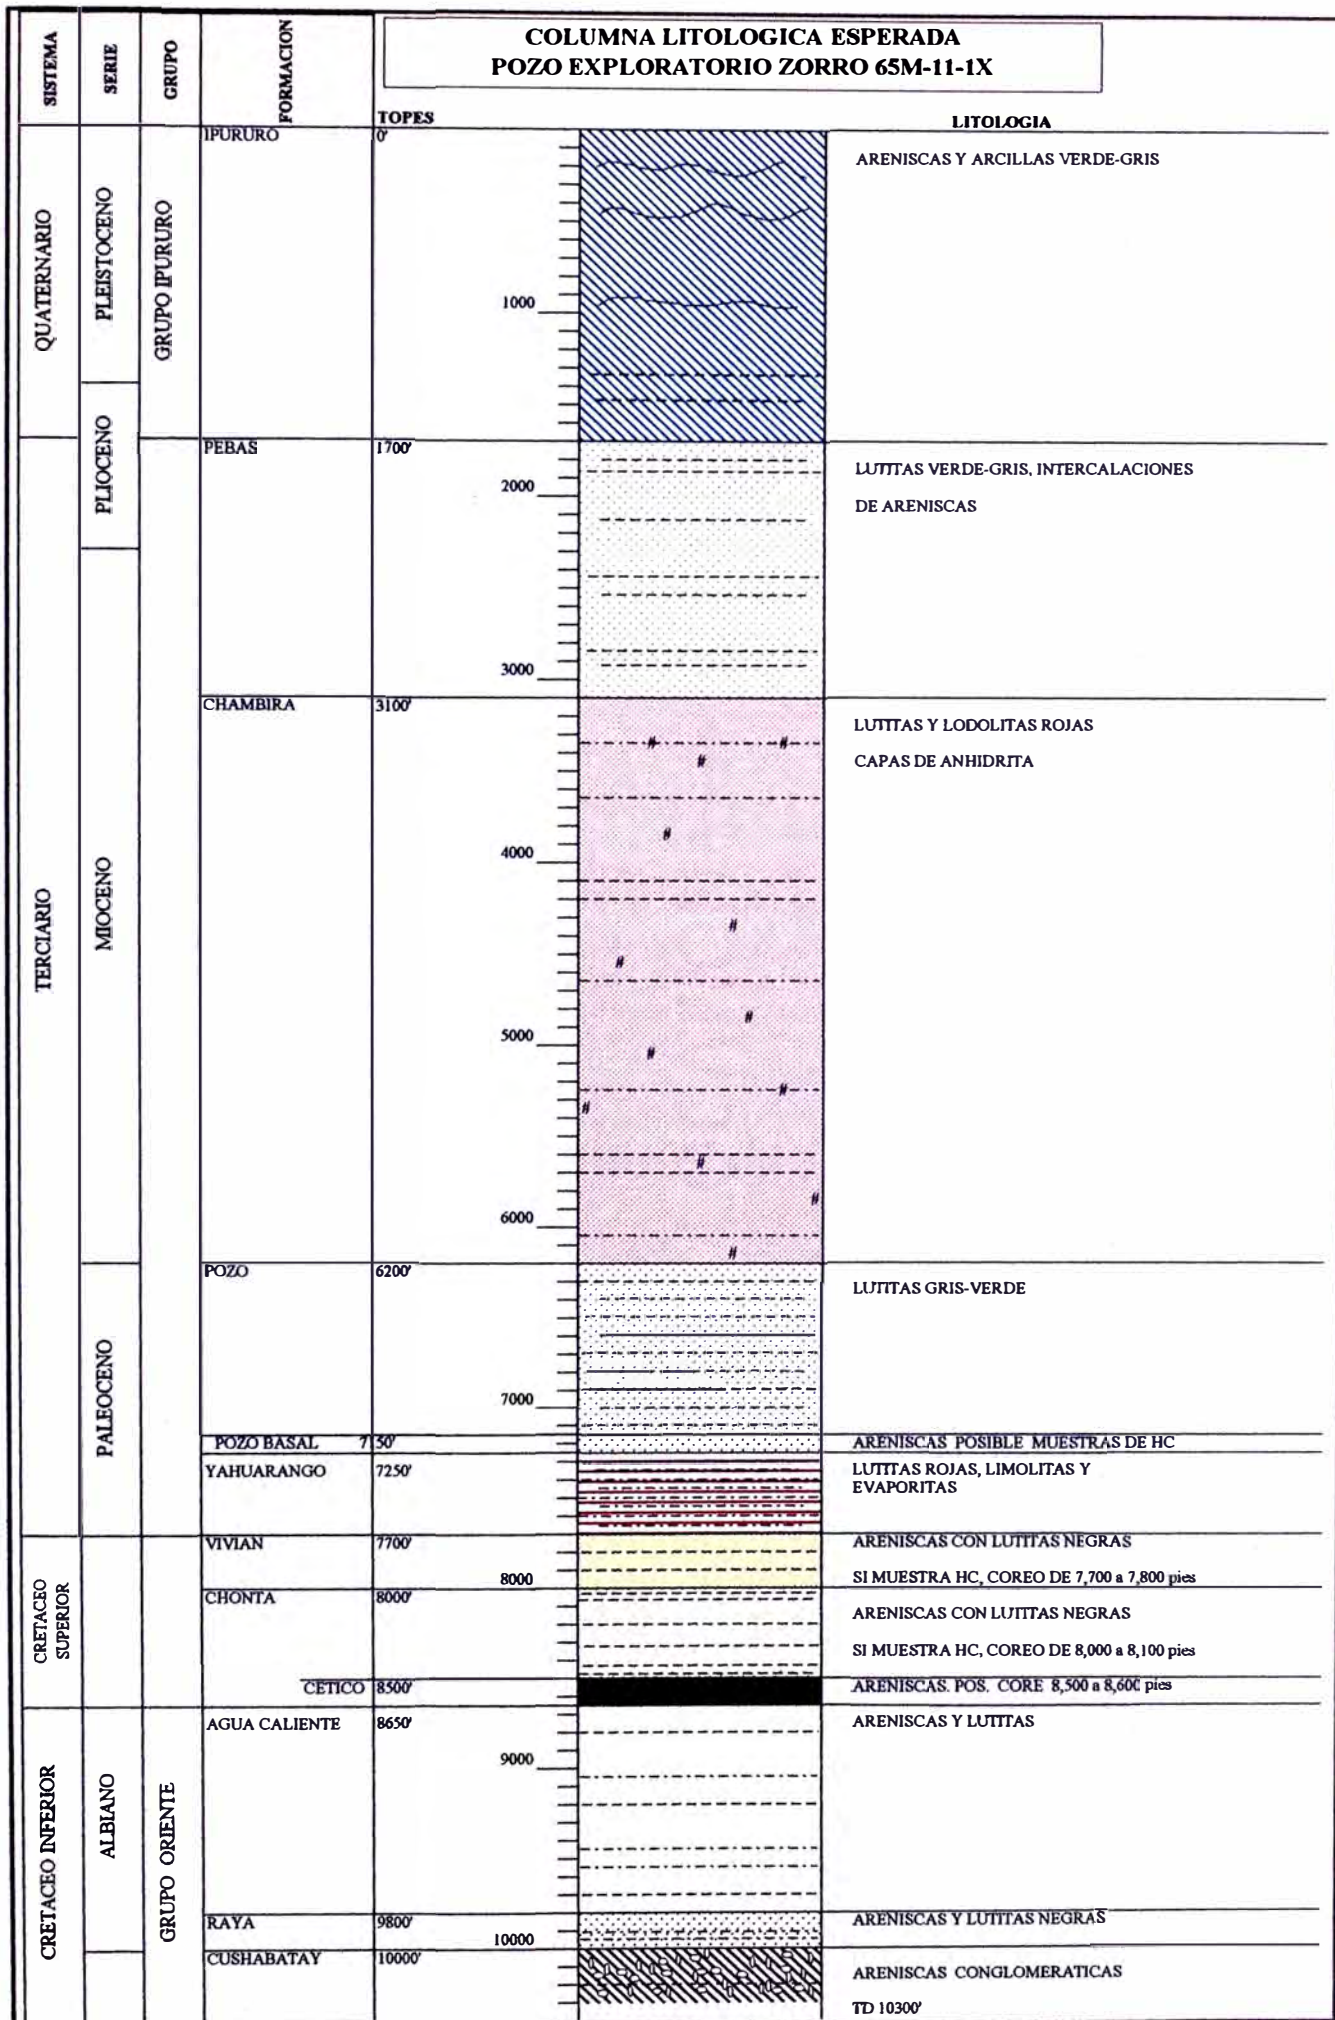 COLUMNA LITOLOGICA ESPERADA
POZO EXPLORATORIO ZORRO 65M-11-1X
SISTEMA
SERIE
GRUPO
FORMACION
TOPES
LITOLOGIA
QUATERNARIO
PLEISTOCENO
GRUPO IPURURO
IPURURO
0'
ARENISCAS Y ARCILLAS VERDE-GRIS
1000
TERCIARIO
PLIOCENO
PEBAS
1700'
LUTITAS VERDE-GRIS, INTERCALACIONES
DE ARENISCAS
2000
3000
MIOCENO
CHAMBIRA
3100'
LUTITAS Y LODOLITAS ROJAS
CAPAS DE ANHIDRITA
4000
5000
6000
PALEOCENO
POZO
6200'
LUTITAS GRIS-VERDE
7000
POZO BASAL
7 50'
ARENISCAS POSIBLE MUESTRAS DE HC
YAHUARANGO
7250'
LUTITAS ROJAS, LIMOLITAS Y
EVAPORITAS
CRETACEO
SUPERIOR
VIVIAN
7700'
ARENISCAS CON LUTITAS NEGRAS
SI MUESTRA HC, COREO DE 7,700 a 7,800 pies
8000
CHONTA
8000'
ARENISCAS CON LUTITAS NEGRAS
SI MUESTRA HC, COREO DE 8,000 a 8,100 pies
CETICO
8500'
ARENISCAS. POS. CORE 8,500 a 8,600 pies
CRETACEO INFERIOR
ALBIANO
GRUPO ORIENTE
AGUA CALIENTE
8650'
ARENISCAS Y LUTITAS
9000
RAYA
9800'
ARENISCAS Y LUTITAS NEGRAS
10000
CUSHABATAY
10000'
ARENISCAS CONGLOMERATICAS
TD 10300'